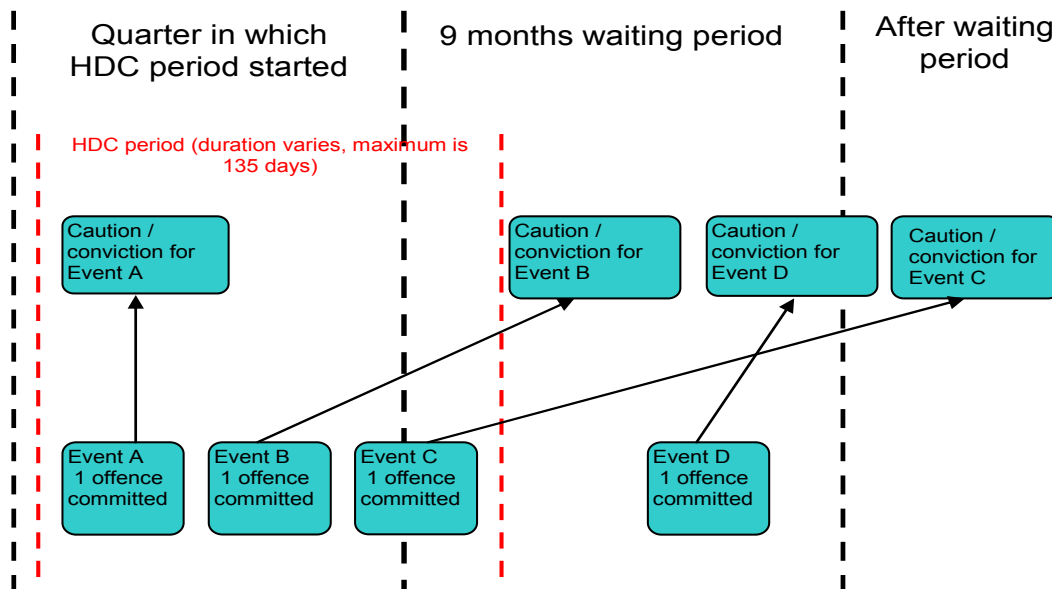 Quarter in which
HDC period started
9 months waiting period
After waiting
period
HDC period (duration varies, maximum is
135 days)
Caution /
conviction for
Event A
Caution /
conviction for
Event B
Caution /
conviction for
Event D
Caution /
conviction for
Event C
Event A
1 offence
committed
Event B
1 offence
committed
Event C
1 offence
committed
Event D
1 offence
committed